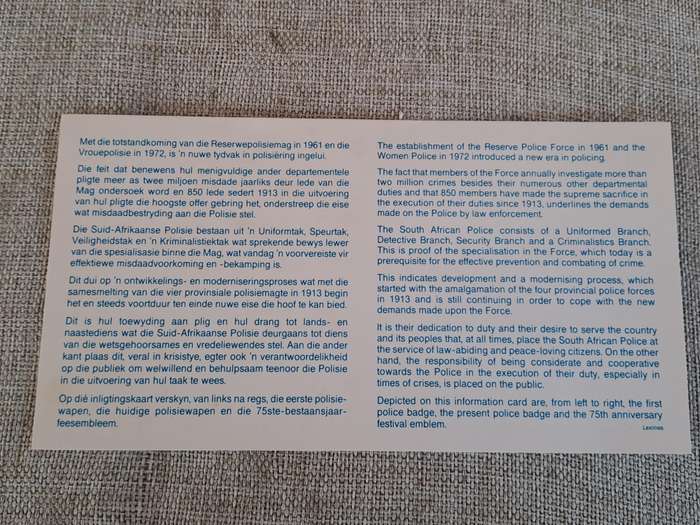 Met die totstandkoming van die Reserwepolisiemag in 1961 en die
Vrouepolisie in 1972, is 'n nuwe tydvak in polisiëring ingelui.
Die feit dat benewens hul menigvuldige ander departementele
pligte meer as twee miljoen misdade jaarliks deur lede van die
Mag ondersoek word en 850 lede sedert 1913 in die uitvoering
van hul pligte die hoogste offer gebring het, onderstreep die eise
wat misdaadbestryding aan die Polisie stel.
Die Suid-Afrikaanse Polisie bestaan uit 'n Uniformtak, Speurtak,
Veiligheidstak en 'n Kriminalistiektak wat sprekende bewys lewer
van die spesialisasie binne die Mag, wat vandag 'n voorvereiste vir
effektiewe misdaadvoorkoming en -bekamping is.
Dit dui op 'n ontwikkelings- en moderniseringsproses wat met die
samesmelting van die vier provinsiale polisiemagte in 1913 begin
het en steeds voortduur ten einde nuwe eise die hoof te kan bied.
Dit is hul toewyding aan plig en hul drang tot lands- en
naastediens wat die Suid-Afrikaanse Polisie deurgaans tot diens
van die wetsgehoorsames en vredeliewendes stel. Aan die ander
kant plaas dit, veral in krisistye, egter ook 'n verantwoordelikheid
op die publiek om welwillend en behulpsaam teenoor die Polisie
in die uitvoering van hul taak te wees.
Op dié inligtingskaart verskyn, van links na regs, die eerste polisie-
wapen, die huidige polisiewapen en die 75ste-bestaansjaar-
feesembleem.
The establishment of the Reserve Police Force in 1961 and the
Women Police in 1972 introduced a new era in policing.
The fact that members of the Force annually investigate more than
two million crimes besides their numerous other departmental
duties and that 850 members have made the supreme sacrifice in
the execution of their duties since 1913, underlines the demands
made on the Police by law enforcement.
The South African Police consists of a Uniformed Branch,
Detective Branch, Security Branch and a Criminalistics Branch.
This is proof of the specialisation in the Force, which today is a
prerequisite for the effective prevention and combating of crime.
This indicates development and a modernising process, which
started with the amalgamation of the four provincial police forces
in 1913 and is still continuing in order to cope with the new
demands made upon the Force.
It is their dedication to duty and their desire to serve the country
and its peoples that, at all times, place the South African Police at
the service of law-abiding and peace-loving citizens. On the other
hand, the responsibility of being considerate and cooperative
towards the Police in the execution of their duty, especially in
times of crises, is placed on the public.
Depicted on this information card are, from left to right, the first
police badge, the present police badge and the 75th anniversary
festival emblem.